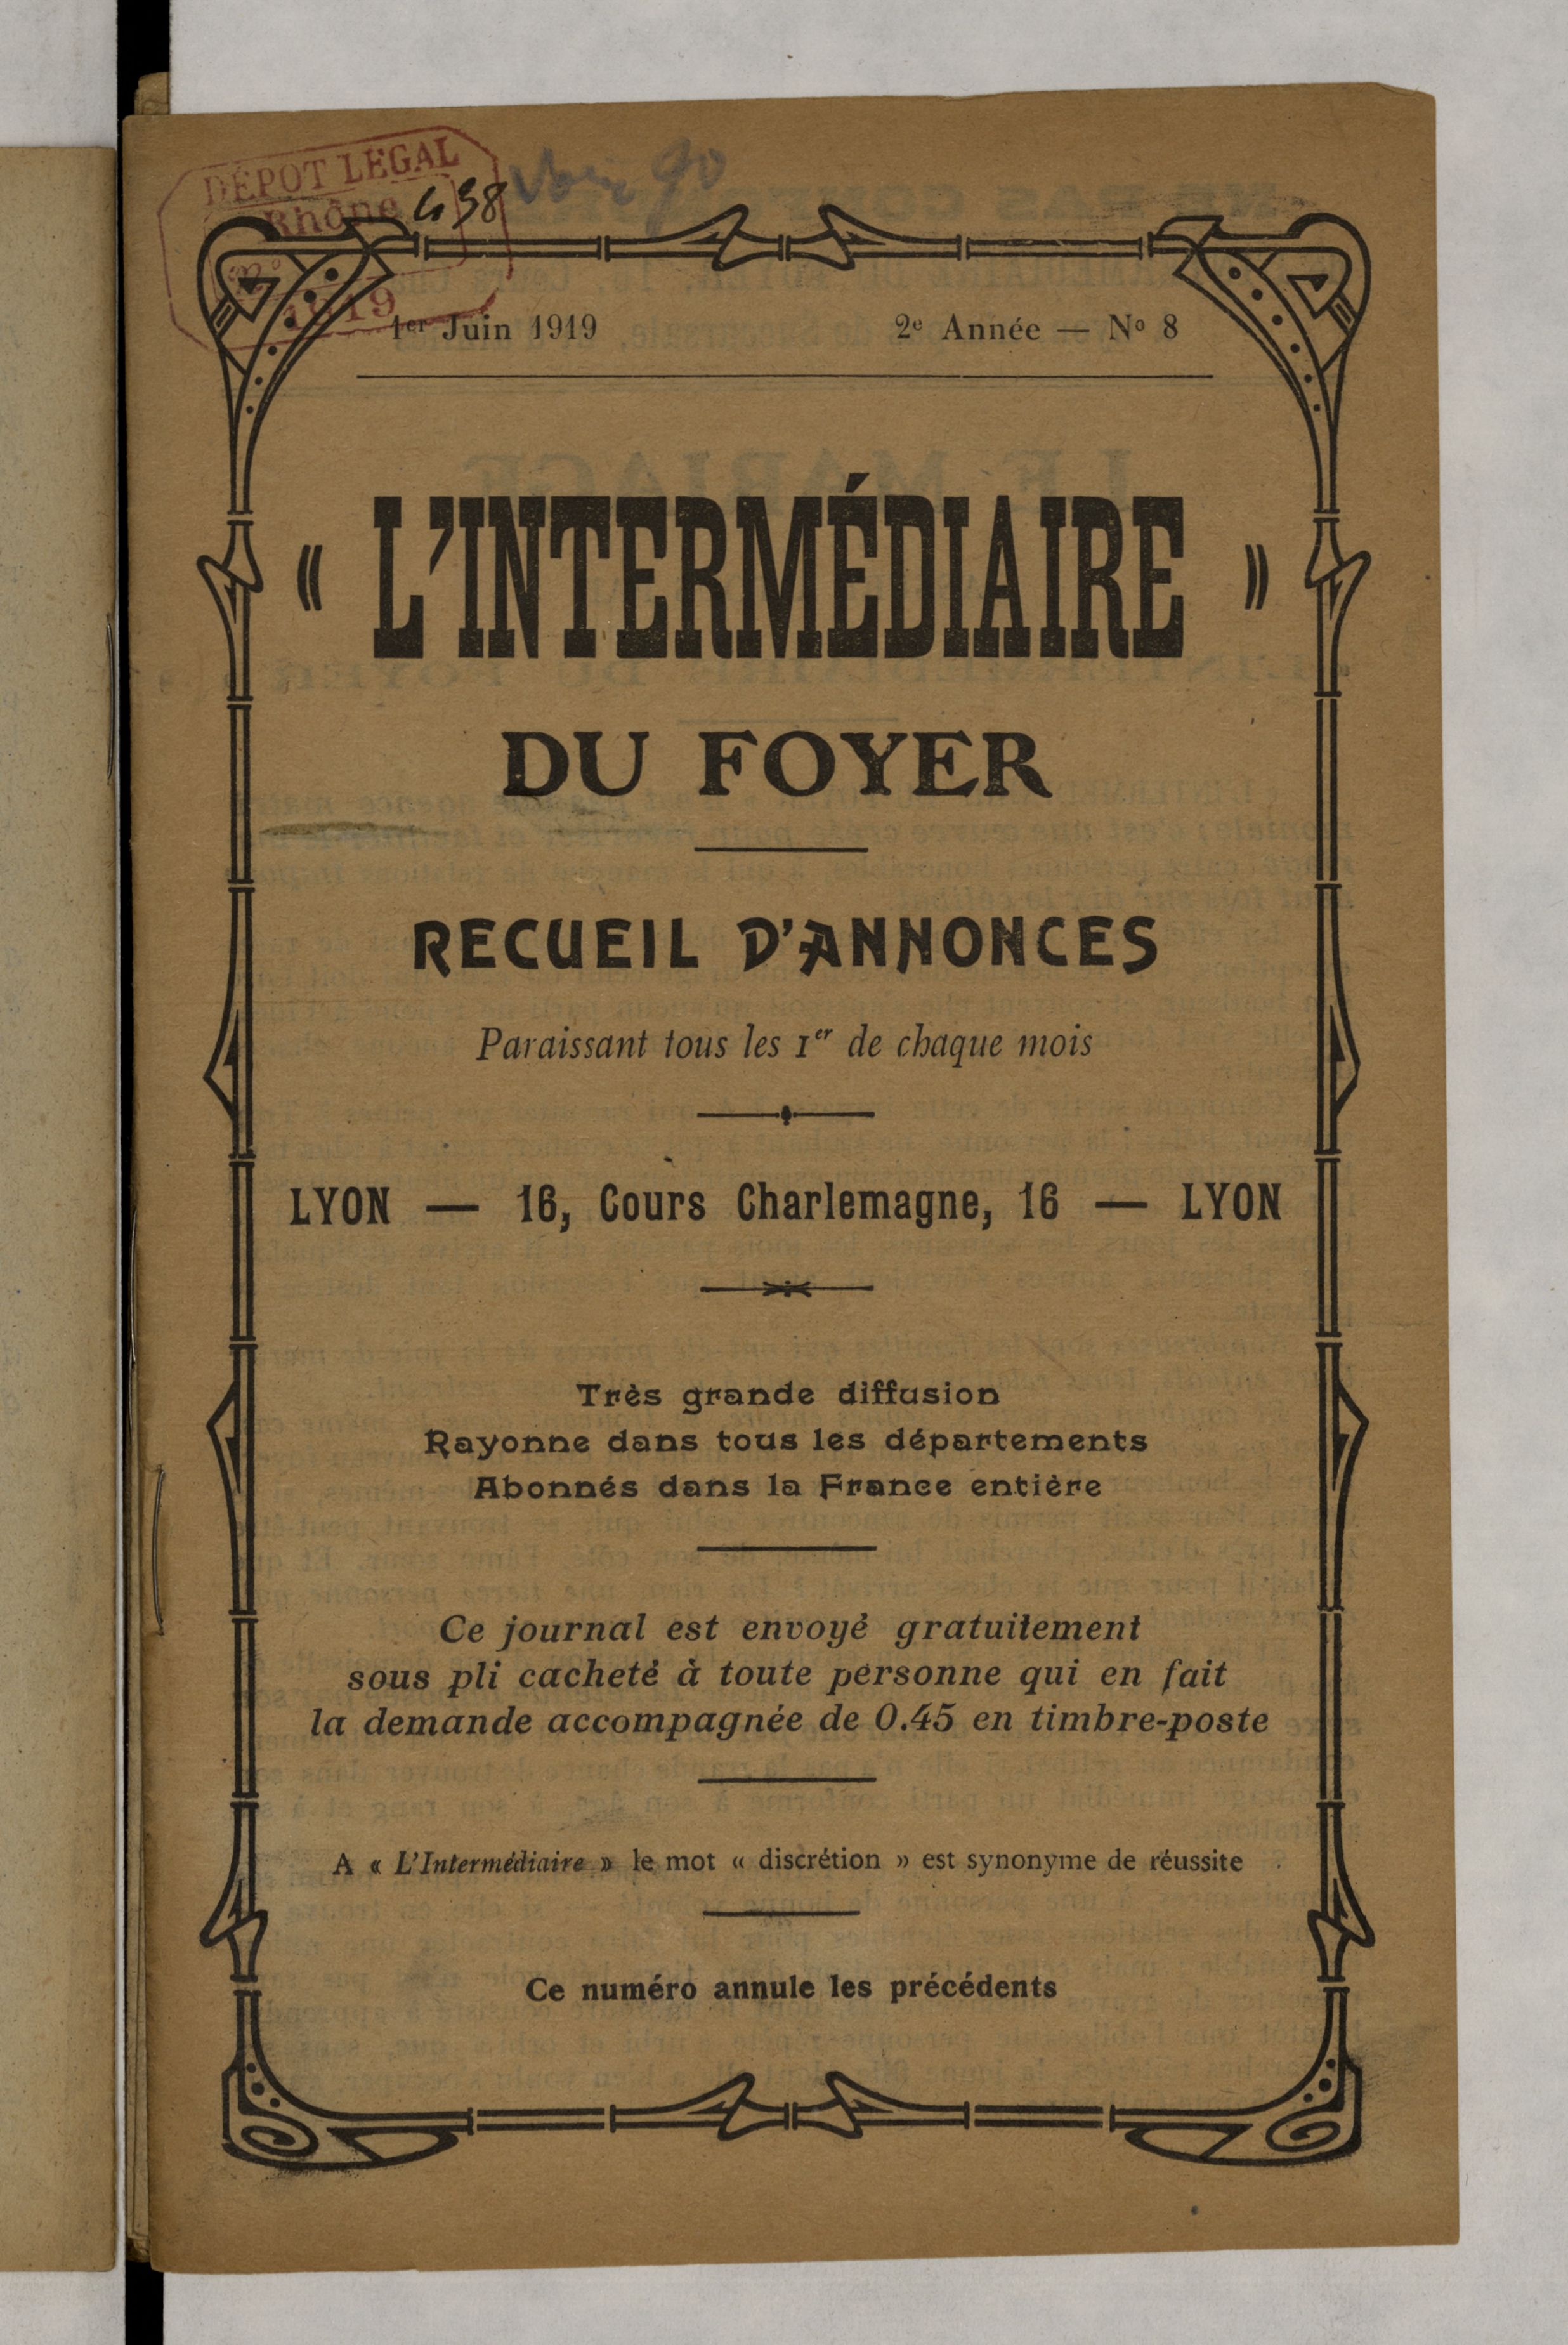 DÉPOT LEGAL
Rhône
438
1919
1er Juin 1919
2e Année — No 8
« L'INTERMÉDIAIRE »
DU FOYER
RECUEIL D'ANNONCES
Paraissant tous les 1er de chaque mois
LYON — 16, Cours Charlemagne, 16 — LYON
Très grande diffusion
Rayonne dans tous les départements
Abonnés dans la France entière
Ce journal est envoyé gratuitement
sous pli cacheté à toute personne qui en fait
la demande accompagnée de 0.45 en timbre-poste
A « L'Intermédiaire » le mot « discrétion » est synonyme de réussite
Ce numéro annule les précédents